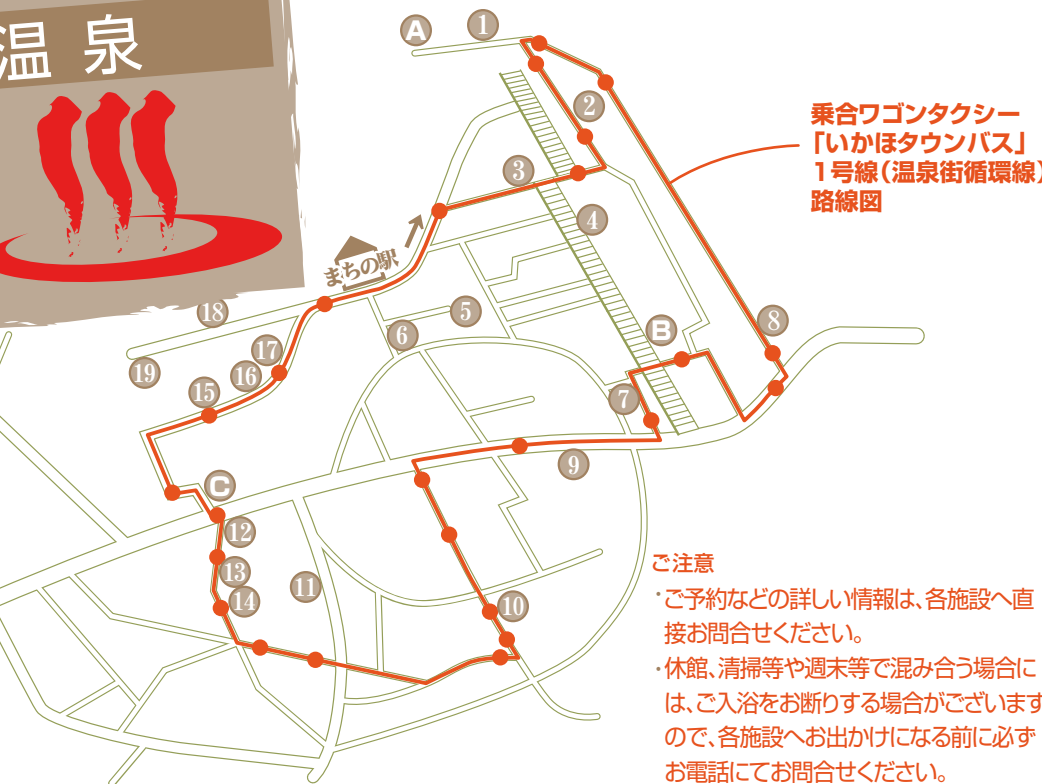 温泉
A
1
2
3
4
まちの駅
5
6
B
7
8
9
10
11
C
12
13
14
15
16
17
18
19
乗合ワゴンタクシー
「いかほタウンバス」
1号線(温泉街循環線)
路線図
ご注意
・ご予約などの詳しい情報は、各施設へ直
接お問合せください。
・休館、清掃等や週末等で混み合う場合に
は、ご入浴をお断りする場合がございます
ので、各施設へお出かけになる前に必ず
お電話にてお問合せください。